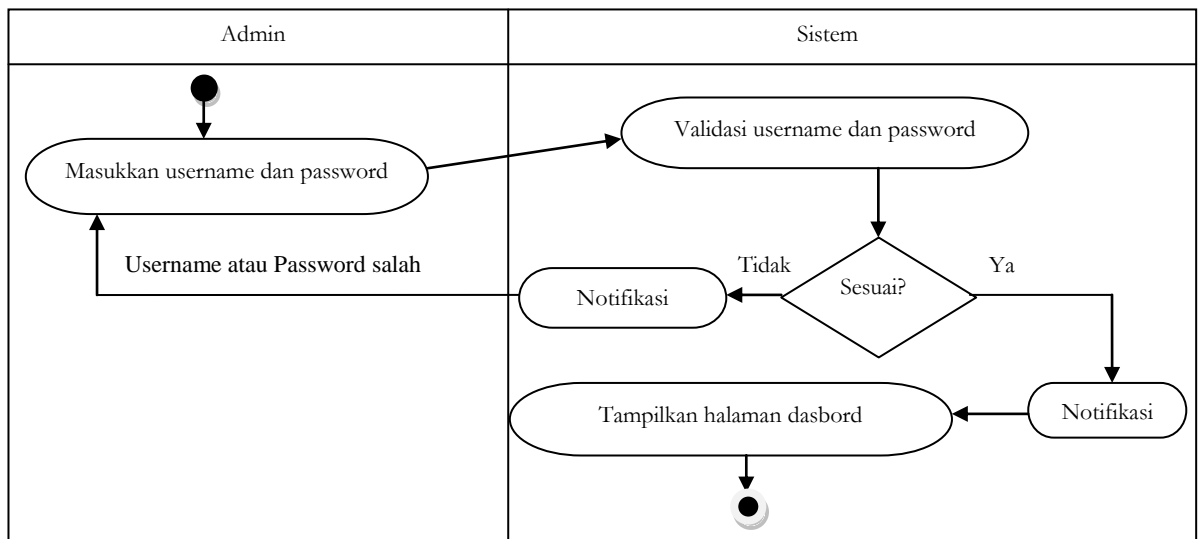 Admin
Sistem
Validasi username dan password
Masukkan username dan password
Username atau Password salah
Tidak
Ya
Sesuai?
Notifikasi
Tampilkan halaman dasbord
Notifikasi